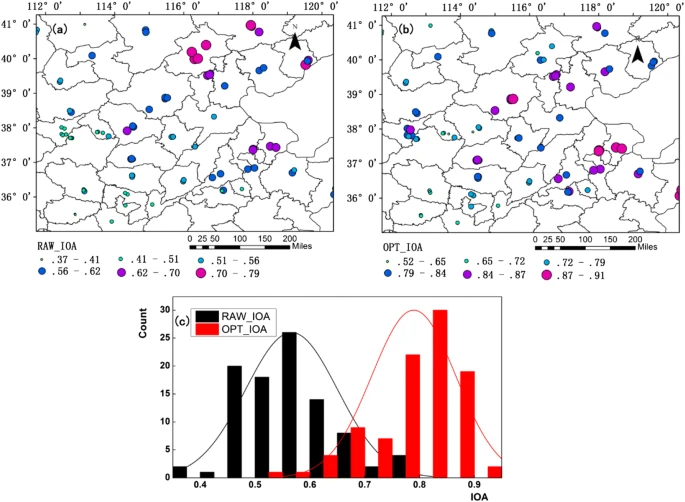 112° 0' 114° 0' 116° 0' 118° 0' 120° 0'
112° 0' 114° 0' 116° 0' 118° 0' 120° 0'
41° 0'
40° 0'
39° 0'
38° 0'
37° 0'
36° 0'
(a)
N
41° 0'
40° 0'
39° 0'
38° 0'
37° 0'
36° 0'
(b)
RAW_IOA
.37 - .41 .41 - .51 .51 - .56
.56 - .62 .62 - .70 .70 - .79
0 25 50 100 150 200
Miles
OPT_IOA
.52 - .65 .65 - .72 .72 - .79
.79 - .84 .84 - .87 .87 - .91
0 25 50 100 150 200
Miles
(c)
RAW_IOA
OPT_IOA
Count
30
25
20
15
10
5
0
0.4 0.5 0.6 0.7 0.8 0.9
IOA